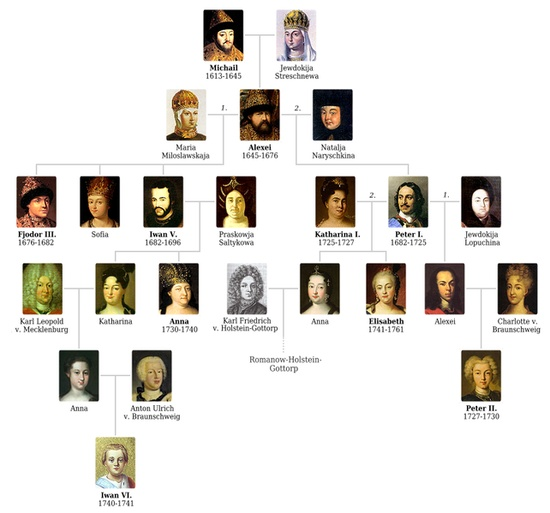 Michail
1613-1645
Jewdokija
Streschnewa
1.
2.
Maria
Miloslawskaja
Alexei
1645-1676
Natalja
Naryschkina
Fjodor III.
1676-1682
Sofia
Iwan V.
1682-1696
Praskowja
Saltykowa
Katharina I.
1725-1727
2.
Peter I.
1682-1725
1.
Jewdokija
Lopuchina
Karl Leopold
v. Mecklenburg
Katharina
Anna
1730-1740
Karl Friedrich
v. Holstein-Gottorp
Anna
Elisabeth
1741-1761
Alexei
Charlotte v.
Braunschweig
Romanow-Holstein-
Gottorp
Anna
Anton Ulrich
v. Braunschweig
Peter II.
1727-1730
Iwan VI.
1740-1741